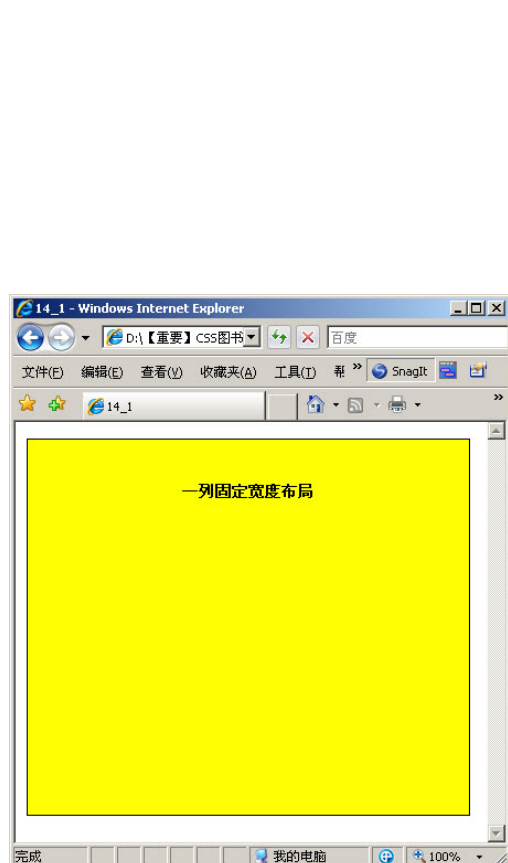 14_1 - Windows Internet Explorer
D:\【重要】CSS图书 百度
文件(F) 编辑(E) 查看(V) 收藏夹(A) 工具(T) 帮 » SnagIt
14_1 »
一列固定宽度布局
完成 我的电脑 100%